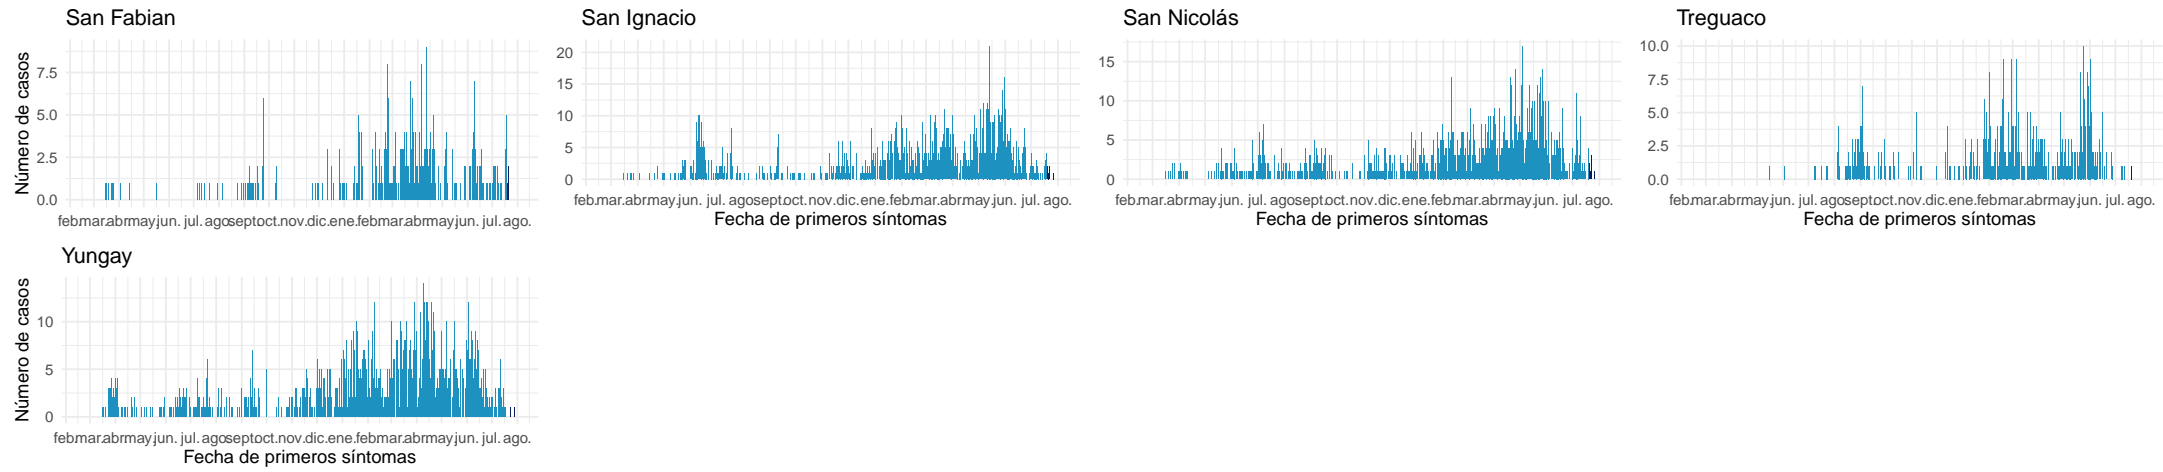 San Fabian
San Ignacio
San Nicolás
Treguaco
Número de casos
7.5
5.0
2.5
0.0
20
15
10
5
0
15
10
5
0
10.0
7.5
5.0
2.5
0.0
feb.mar.abr.may.jun. jul. ago.sept.oct.nov.dic.ene.feb.mar.abr.may.jun. jul. ago.
feb.mar.abr.may.jun. jul. ago.sept.oct.nov.dic.ene.feb.mar.abr.may.jun. jul. ago.
feb.mar.abr.may.jun. jul. ago.sept.oct.nov.dic.ene.feb.mar.abr.may.jun. jul. ago.
feb.mar.abr.may.jun. jul. ago.sept.oct.nov.dic.ene.feb.mar.abr.may.jun. jul. ago.
Fecha de primeros síntomas
Fecha de primeros síntomas
Fecha de primeros síntomas
Yungay
Número de casos
10
5
0
feb.mar.abr.may.jun. jul. ago.sept.oct.nov.dic.ene.feb.mar.abr.may.jun. jul. ago.
Fecha de primeros síntomas